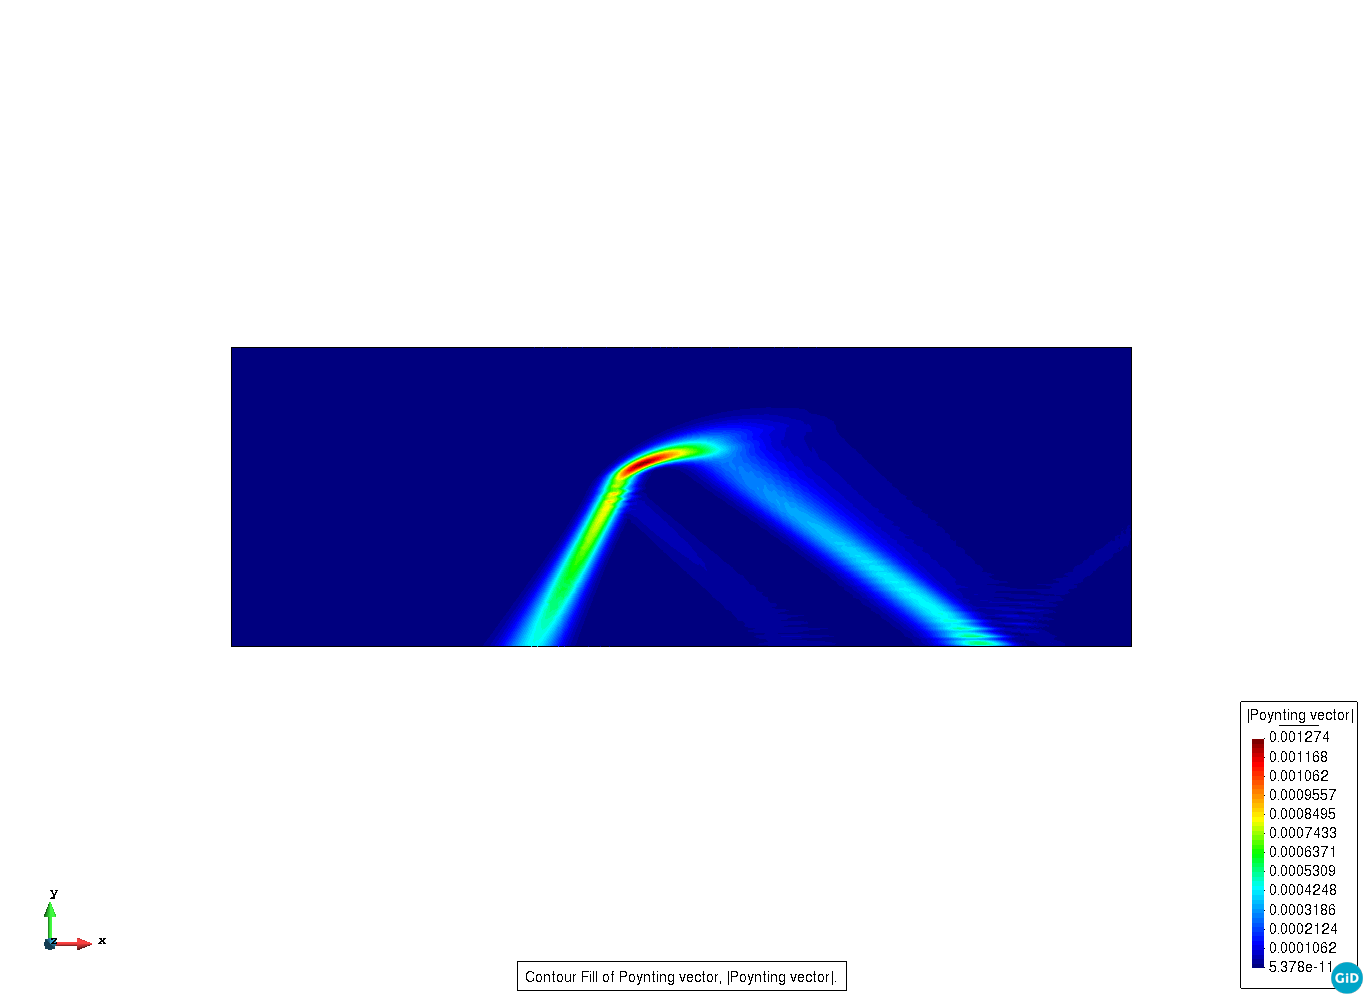 |Poynting vector|
0.001274
0.001168
0.001062
0.0009557
0.0008495
0.0007433
0.0006371
0.0005309
0.0004248
0.0003186
0.0002124
0.0001062
5.378e-11
GiD
y
z
x
Contour Fill of Poynting vector, |Poynting vector|.